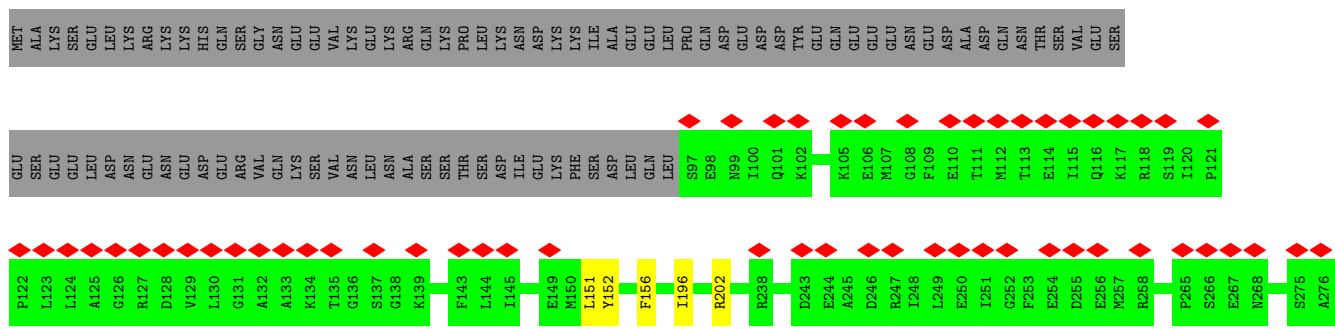 MET ALA LYS SER GLU LEU LYS ARG LYS LYS HIS GLN SER GLY ASN GLU GLU VAL LYS GLU LYS ARG GLN LYS PRO LEU LYS ASN ASP LYS LYS ILE ALA GLU GLU LEU PRO GLN ASP GLU ASP ASP TYR GLU GLN GLU GLU GLU ASN GLU ASP ALA ASP GLN ASN THR SER VAL GLU SER
GLU SER GLU GLU LEU ASP ASN GLU ASN GLU ASP GLU ARG VAL GLN LYS SER VAL ASN LEU ASN ALA SER SER THR SER ASP ILE GLU LYS PHE SER ASP LEU GLN LEU S97 E98 N99 I100 Q101 K102 K105 E106 M107 G108 F109 E110 T111 M112 T113 E114 I115 Q116 K117 R118 S119 I120 P121
P122 L123 L124 A125 G126 R127 D128 V129 L130 G131 A132 A133 K134 T135 G136 S137 G138 K139 F143 L144 I145 E149 M150 L151 Y152 F156 I196 R202 R238 D243 E244 A245 D246 R247 I248 L249 E250 I251 G252 F253 E254 D255 E256 M257 R258 P265 S266 E267 N268 S275 A276